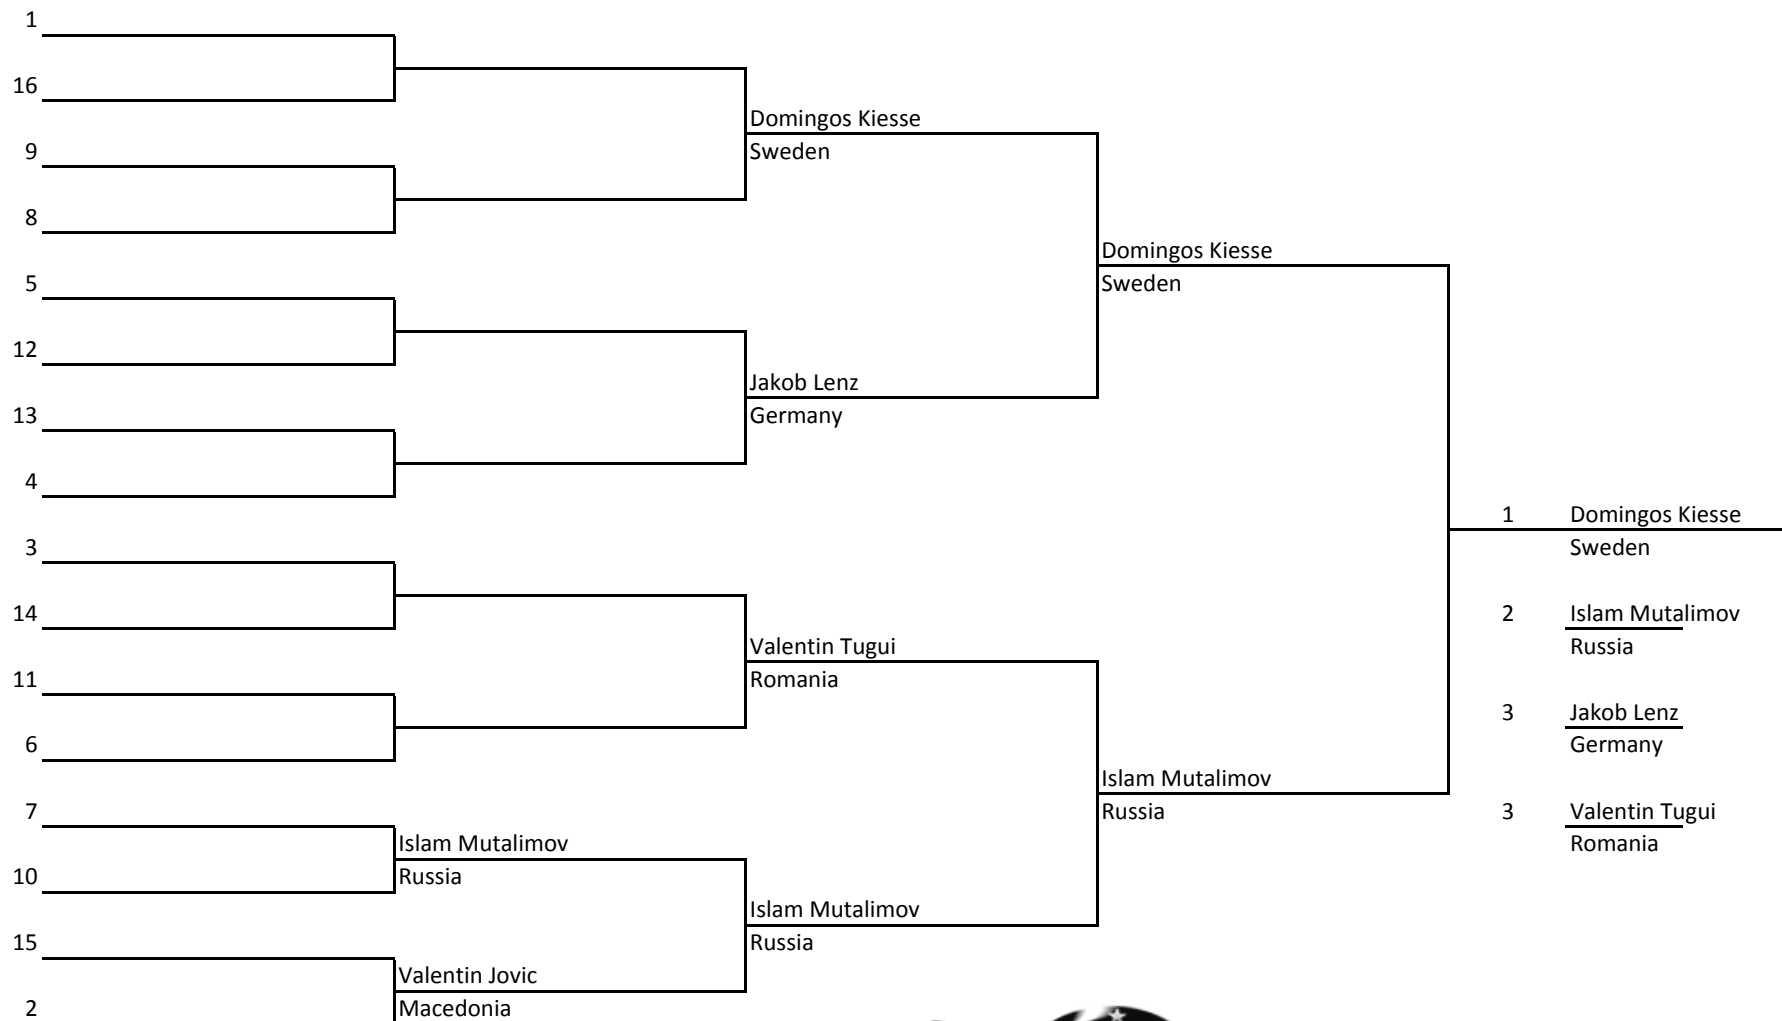 1
16
Domingos Kiesse
9
Sweden
8
Domingos Kiesse
5
Sweden
12
Jakob Lenz
13
Germany
4
1 Domingos Kiesse
3
Sweden
14
2 Islam Mutalimov
Valentin Tugui
Russia
11
Romania
3 Jakob Lenz
6
Germany
Islam Mutalimov
7
Russia
3 Valentin Tugui
Islam Mutalimov
Romania
10
Russia
Islam Mutalimov
15
Russia
Valentin Jovic
2
Macedonia